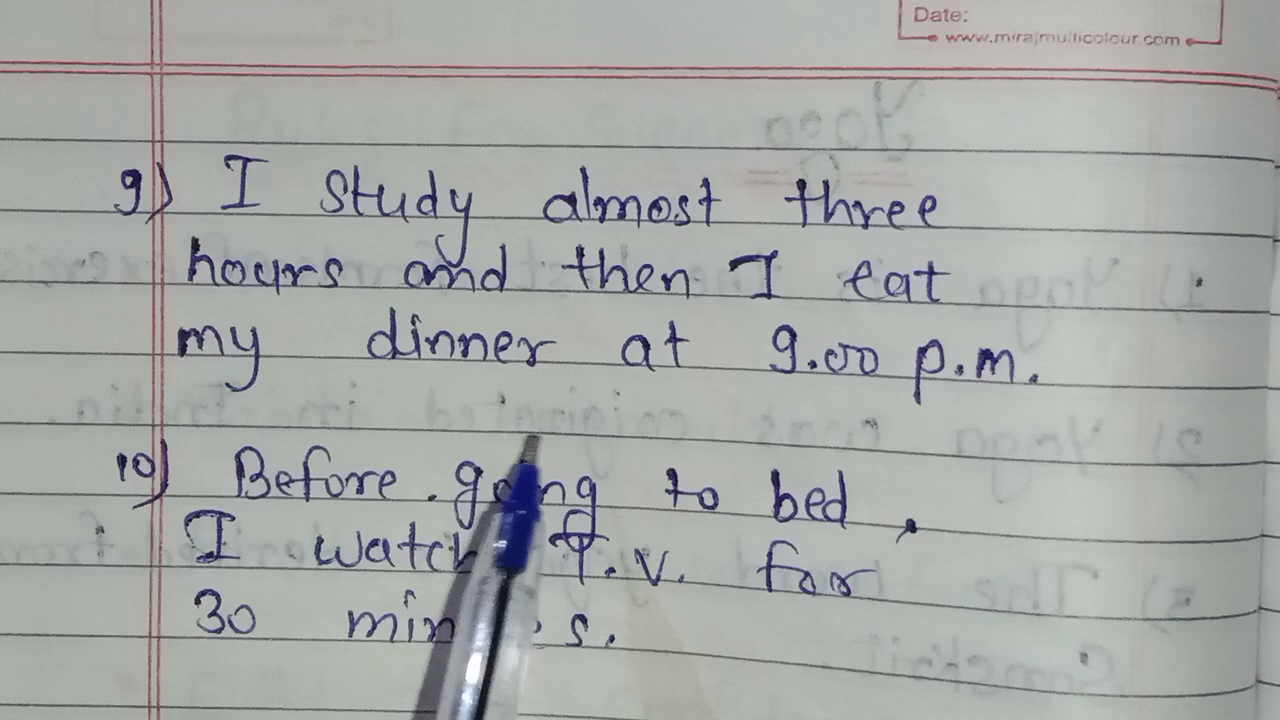 Date:
www.mirajmulticolour.com
9) I study almost three
hours and then I eat
my dinner at 9.00 p.m.
10) Before going to bed,
I watch T.V. for
30